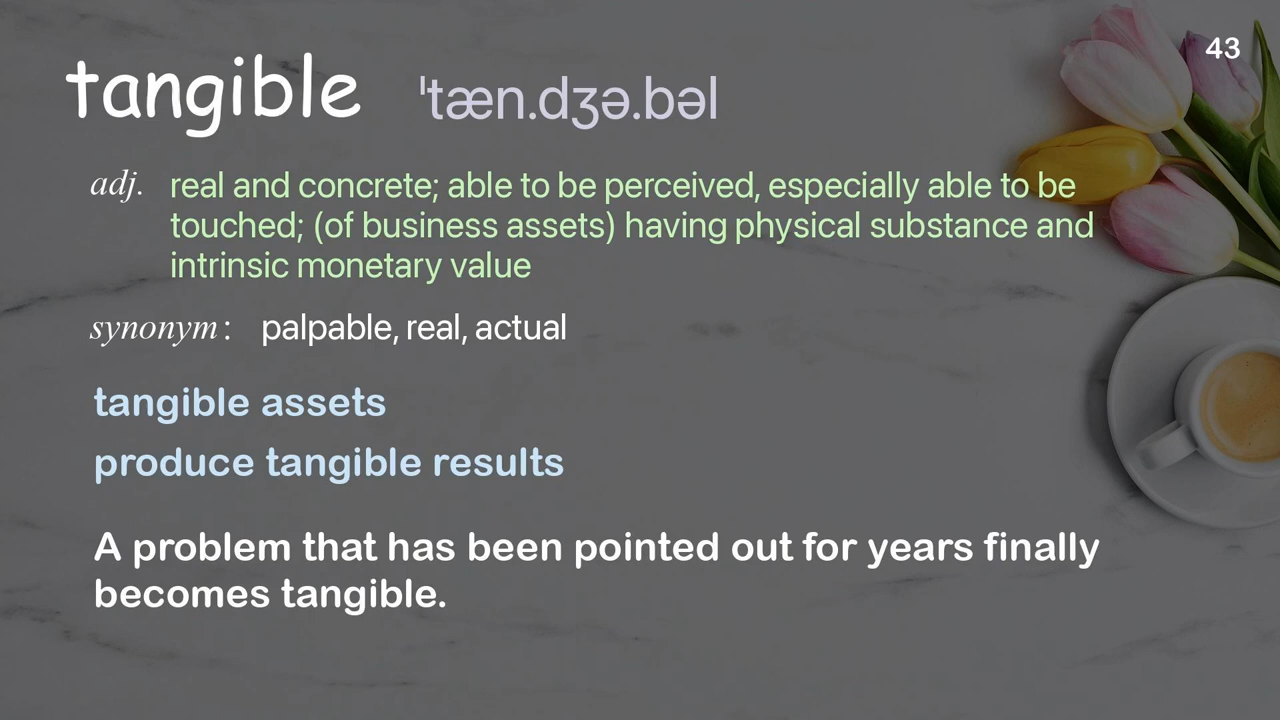 43
tangible ˈtæn.dʒə.bəl
adj. real and concrete; able to be perceived, especially able to be
touched; (of business assets) having physical substance and
intrinsic monetary value
synonym: palpable, real, actual
tangible assets
produce tangible results
A problem that has been pointed out for years finally
becomes tangible.